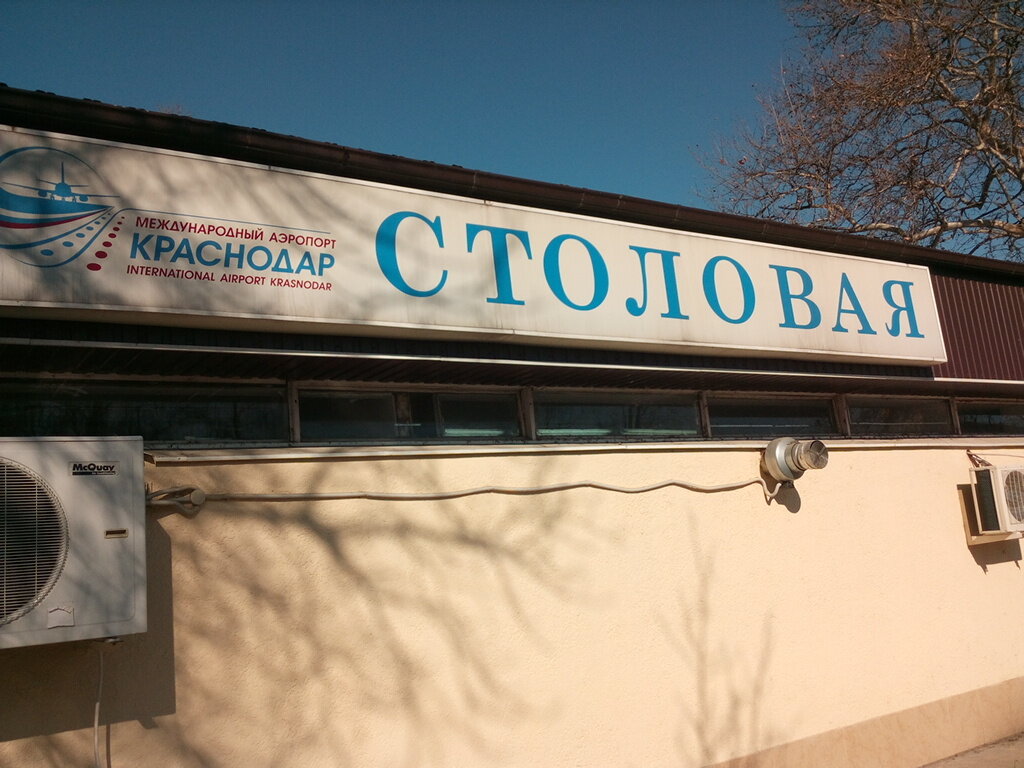 МЕЖДУНАРОДНЫЙ АЭРОПОРТ
КРАСНОДАР
INTERNATIONAL AIRPORT KRASNODAR
СТОЛОВАЯ
McQuay